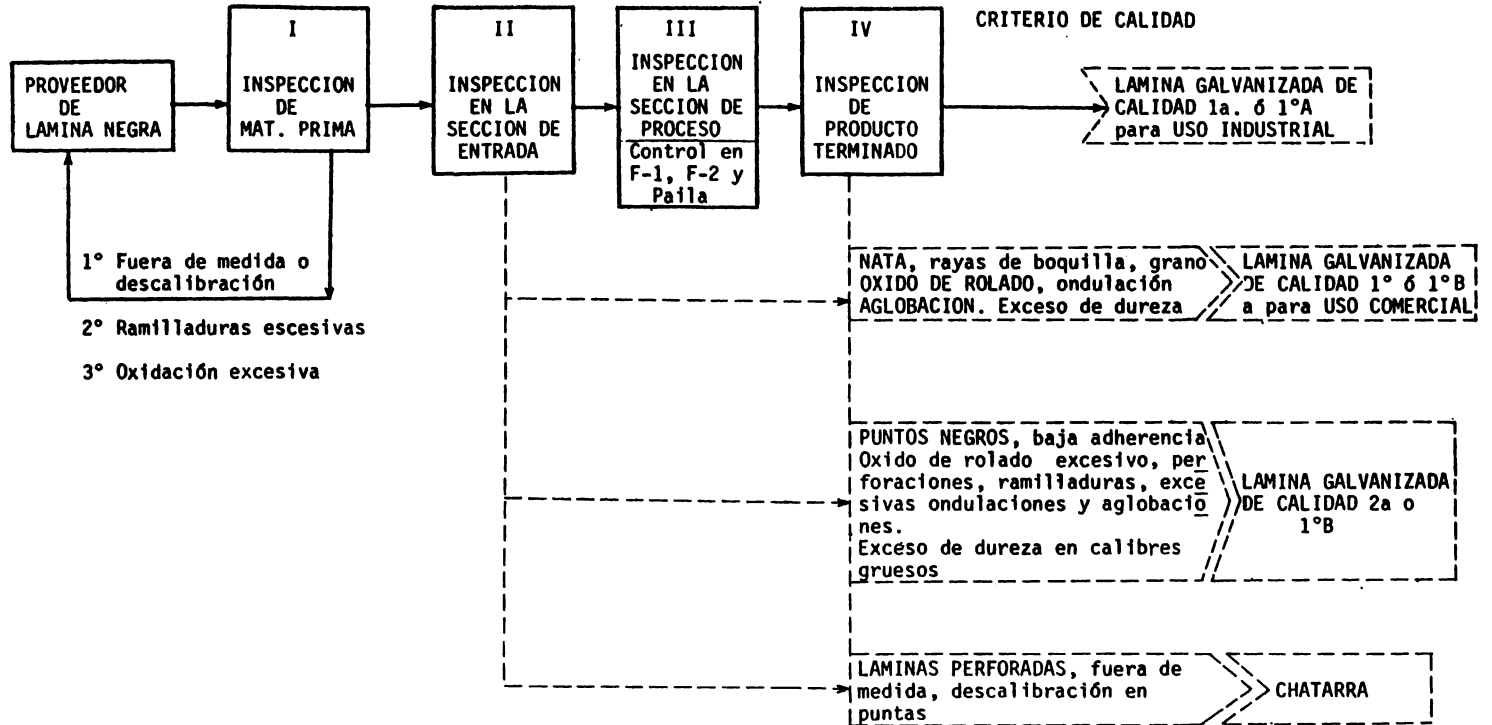 CRITERIO DE CALIDAD
PROVEEDOR
DE
LAMINA NEGRA
I
INSPECCION
DE
MAT. PRIMA
II
INSPECCION
EN LA
SECCION DE
ENTRADA
III
INSPECCION
EN LA
SECCION DE
PROCESO
Control en
F-1, F-2 y
Paila
IV
INSPECCION
DE
PRODUCTO
TERMINADO
LAMINA GALVANIZADA DE
CALIDAD 1a. ó 1°A
para USO INDUSTRIAL
1° Fuera de medida o
descalibración
2° Ramilladuras escesivas
3° Oxidación excesiva
NATA, rayas de boquilla, grano
OXIDO DE ROLADO, ondulación
AGLOBACION. Exceso de dureza
LAMINA GALVANIZADA
DE CALIDAD 1° ó 1°B
a para USO COMERCIAL
PUNTOS NEGROS, baja adherencia
Oxido de rolado excesivo, per
foraciones, ramilladuras, exce
sivas ondulaciones y aglobacio
nes.
Exceso de dureza en calibres
gruesos
LAMINA GALVANIZADA
DE CALIDAD 2a o
1°B
LAMINAS PERFORADAS, fuera de
medida, descalibración en
puntas
CHATARRA